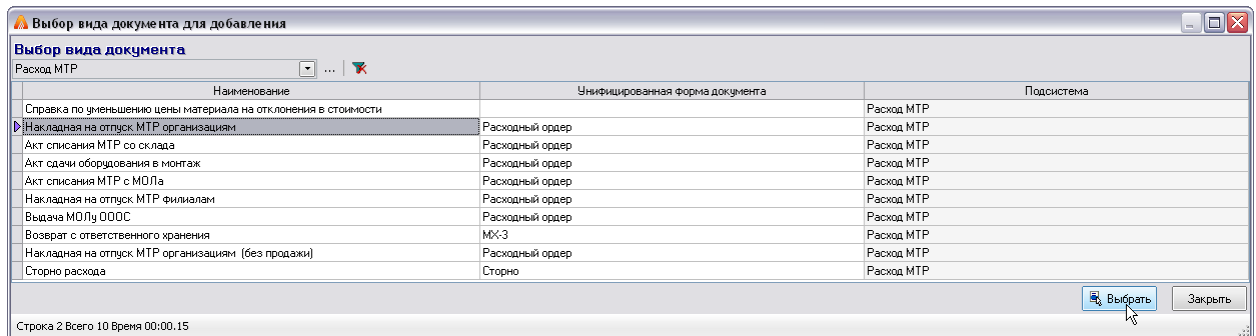 Выбор вида документа для добавления
Выбор вида документа
Расход МТР ...
Наименование Унифицированная форма документа Подсистема
Справка по уменьшению цены материала на отклонения в стоимости Расход МТР
Накладная на отпуск МТР организациям Расходный ордер Расход МТР
Акт списания МТР со склада Расходный ордер Расход МТР
Акт сдачи оборудования в монтаж Расходный ордер Расход МТР
Акт списания МТР с МОЛа Расходный ордер Расход МТР
Накладная на отпуск МТР филиалам Расходный ордер Расход МТР
Выдача МОЛу ОООС Расходный ордер Расход МТР
Возврат с ответственного хранения МХ-3 Расход МТР
Накладная на отпуск МТР организациям (без продажи) Расходный ордер Расход МТР
Сторно расхода Сторно Расход МТР
Выбрать Закрыть
Строка 2 Всего 10 Время 00:00.15